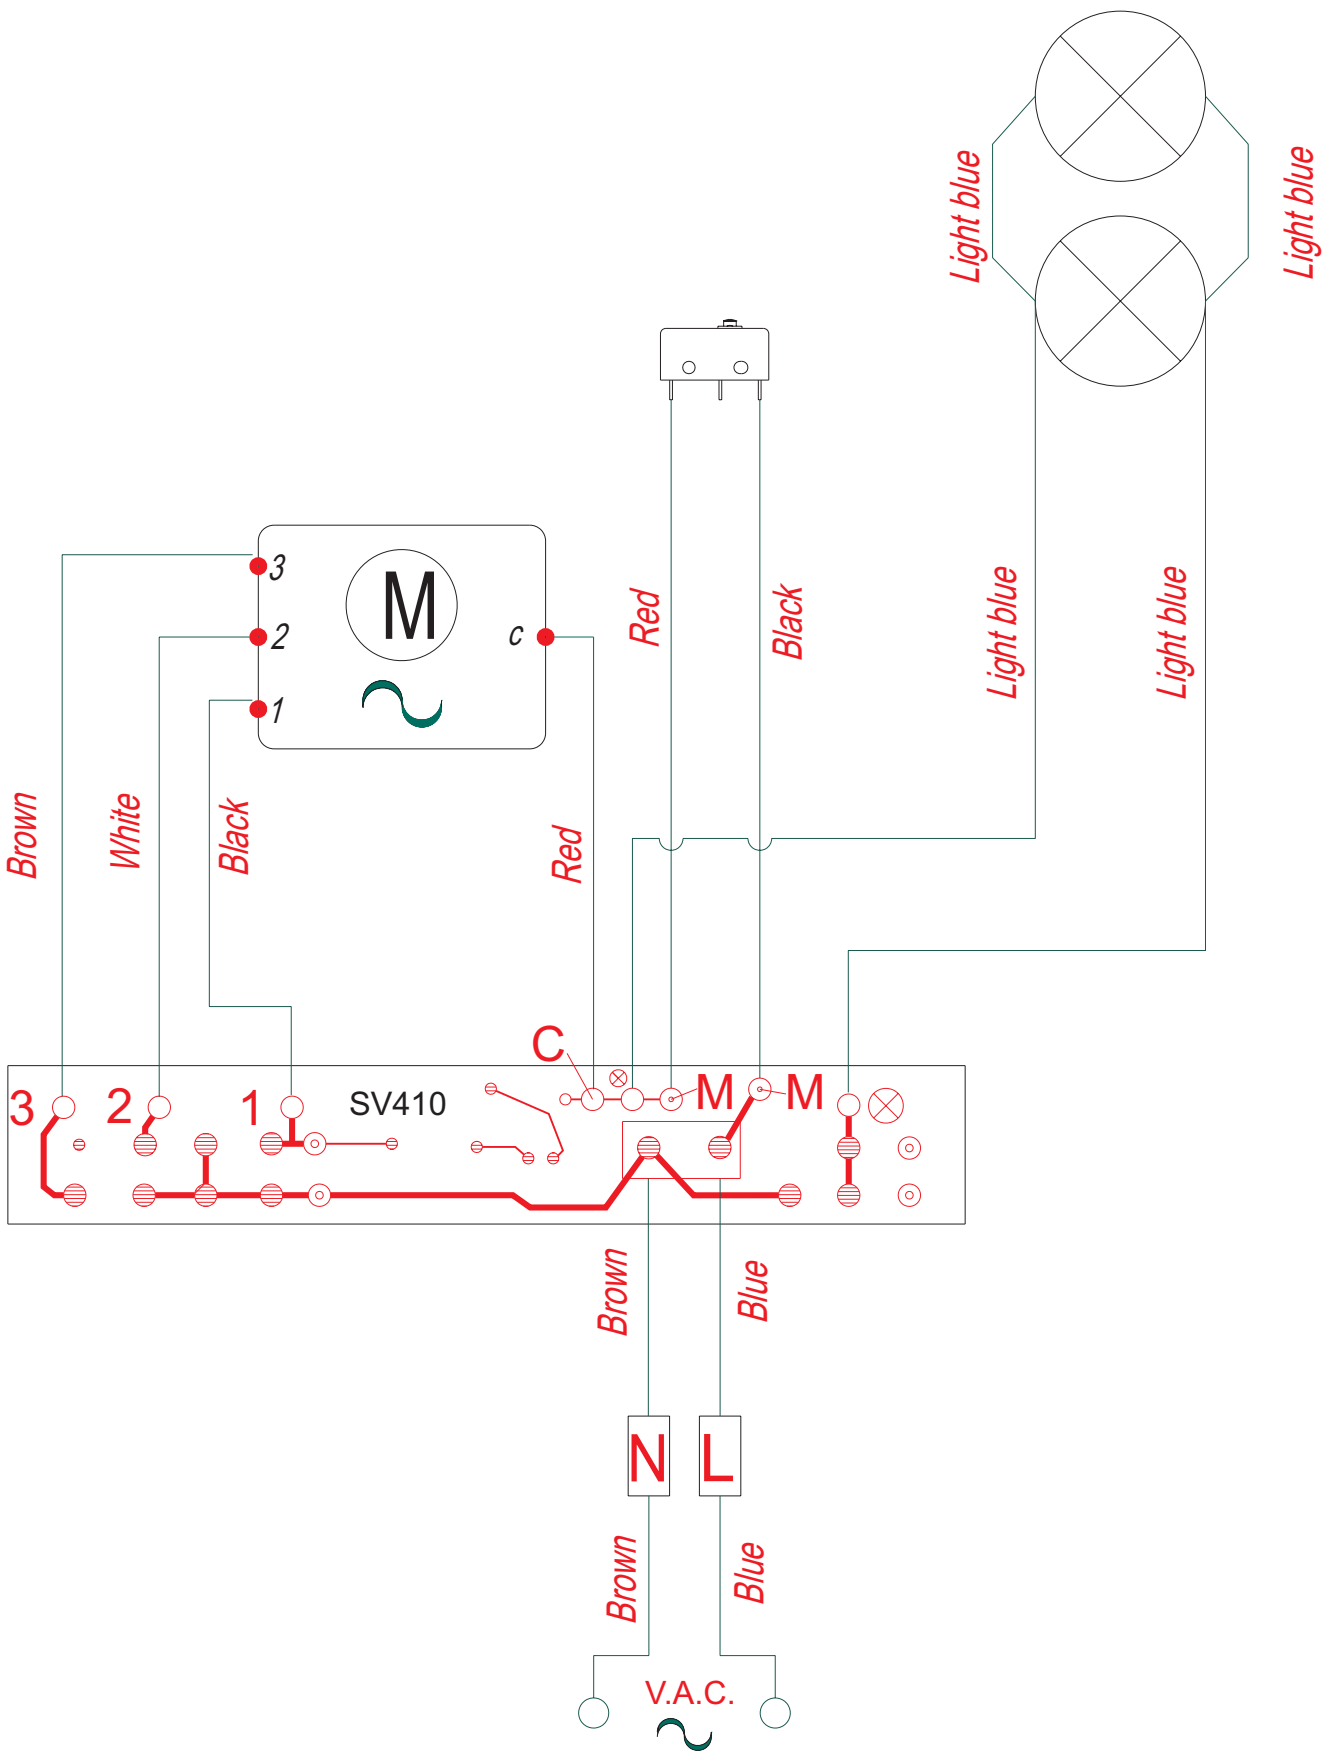 Light blue
Light blue
3
M
2
c
1
Red
Black
Light blue
Light blue
Brown
White
Black
Red
C
3
2
1
SV410
M
M
Brown
Blue
N
L
Brown
Blue
V.A.C.